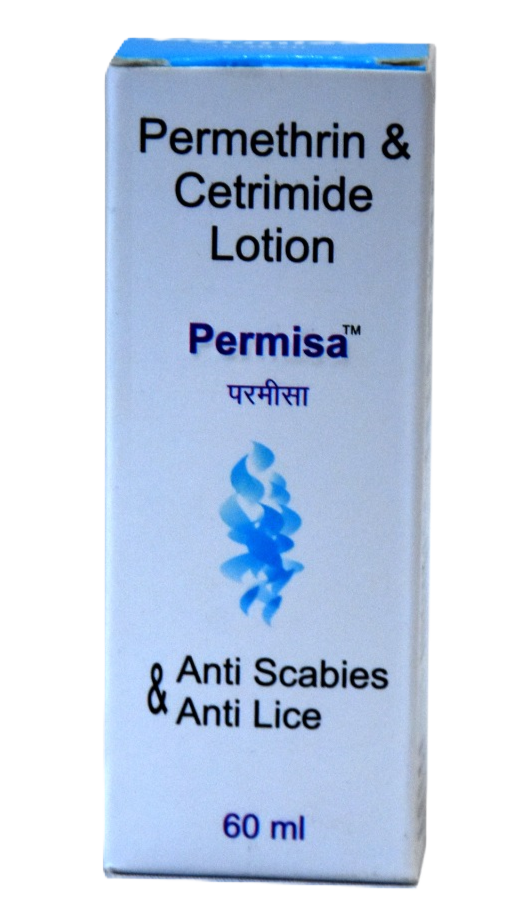 Permethrin &
Cetrimide
Lotion
Permisa™
परमीसा
& Anti Scabies
Anti Lice
60 ml